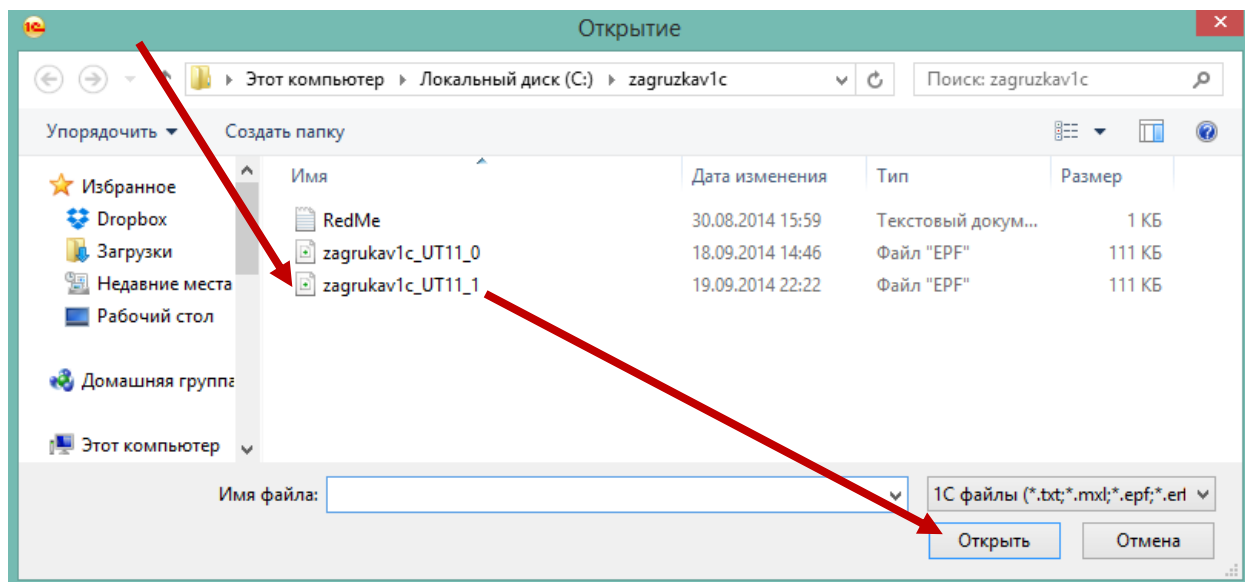 1С Открытие ×
Этот компьютер Локальный диск (C:) zagruzkav1c Поиск: zagruzkav1c
Упорядочить Создать папку
Избранное
Dropbox
Загрузки
Недавние места
Рабочий стол
Домашняя группа
Этот компьютер
Имя Дата изменения Тип Размер
RedMe 30.08.2014 15:59 Текстовый докум... 1 КБ
zagrukav1c_UT11_0 18.09.2014 14:46 Файл "EPF" 111 КБ
zagrukav1c_UT11_1 19.09.2014 22:22 Файл "EPF" 111 КБ
Имя файла: 1С файлы (*.txt;*.mxl;*.epf;*.erf
Открыть Отмена